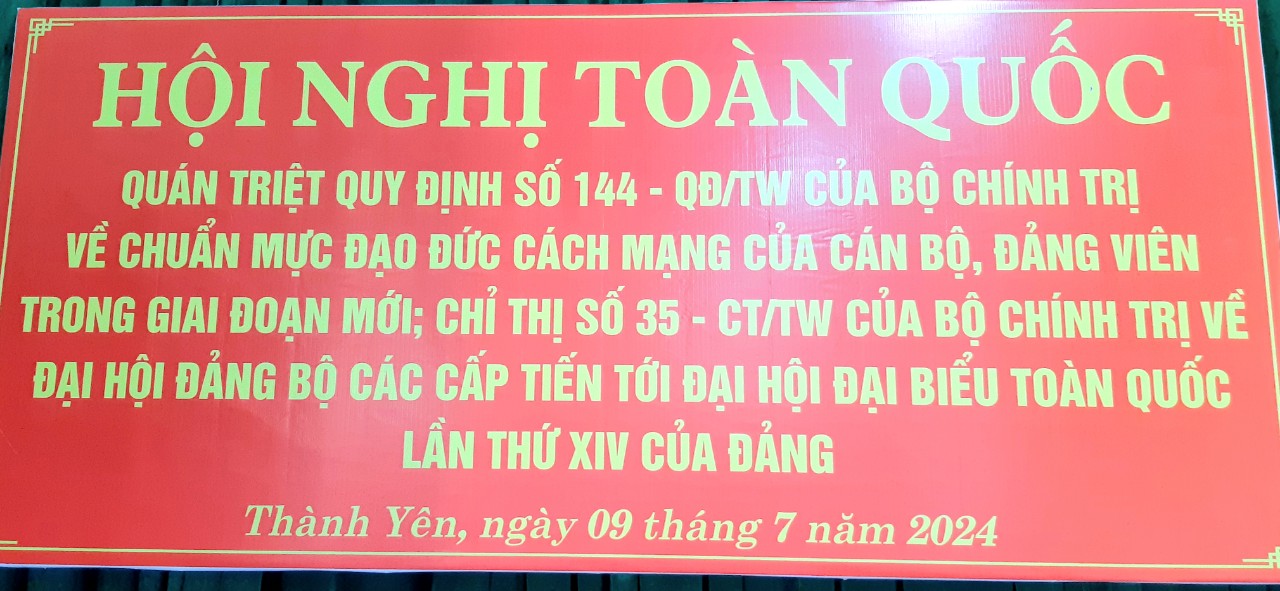 HỘI NGHỊ TOÀN QUỐC
QUÁN TRIỆT QUY ĐỊNH SỐ 144 - QĐ/TW CỦA BỘ CHÍNH TRỊ
VỀ CHUẨN MỰC ĐẠO ĐỨC CÁCH MẠNG CỦA CÁN BỘ, ĐẢNG VIÊN
TRONG GIAI ĐOẠN MỚI; CHỈ THỊ SỐ 35 - CT/TW CỦA BỘ CHÍNH TRỊ VỀ
ĐẠI HỘI ĐẢNG BỘ CÁC CẤP TIẾN TỚI ĐẠI HỘI ĐẠI BIỂU TOÀN QUỐC
LẦN THỨ XIV CỦA ĐẢNG
Thành Yên, ngày 09 tháng 7 năm 2024